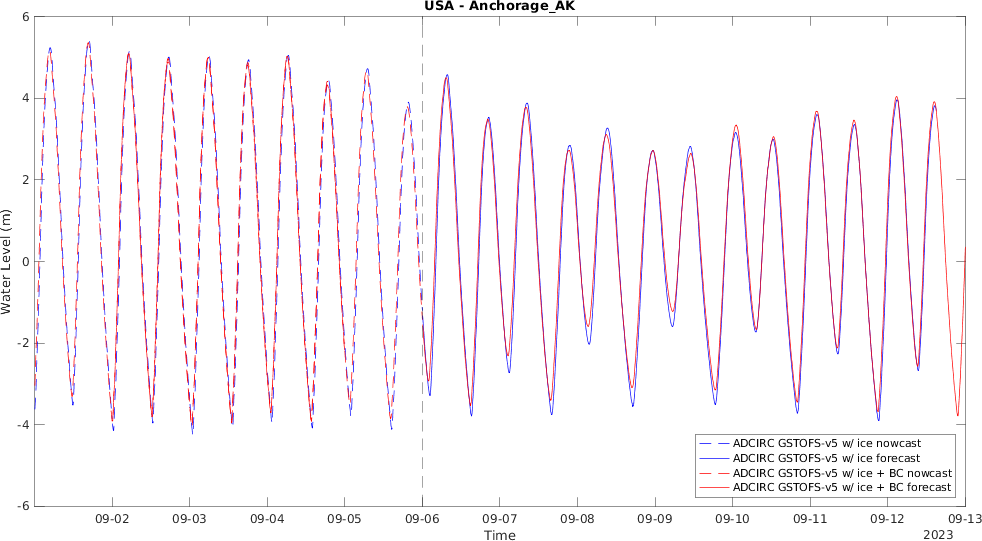 USA - Anchorage_AK
6
4
2
0
-2
-4
-6
Water Level (m)
ADCIRC GSTOFS-v5 w/ ice nowcast
ADCIRC GSTOFS-v5 w/ ice forecast
ADCIRC GSTOFS-v5 w/ ice + BC nowcast
ADCIRC GSTOFS-v5 w/ ice + BC forecast
09-02 09-03 09-04 09-05 09-06 09-07 09-08 09-09 09-10 09-11 09-12 09-13
Time
2023